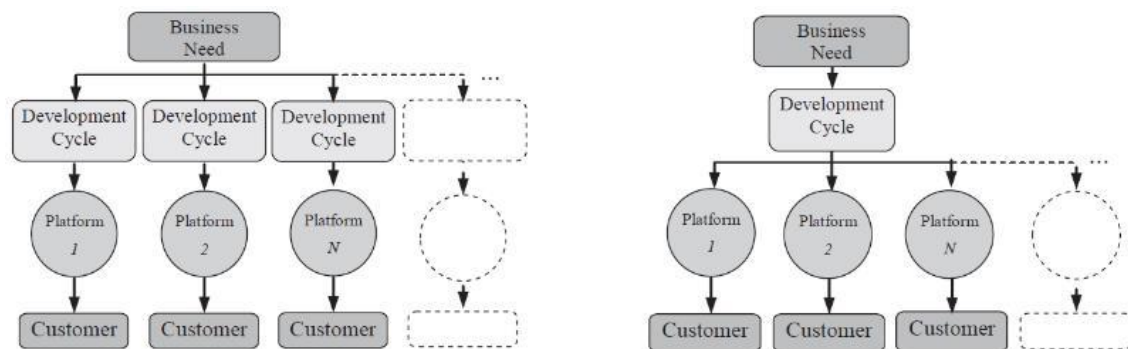 Business
Need
...
Development
Cycle
Development
Cycle
Development
Cycle
Platform
1
Platform
2
Platform
N
Customer
Customer
Customer
Business
Need
Development
Cycle
...
Platform
1
Platform
2
Platform
N
Customer
Customer
Customer